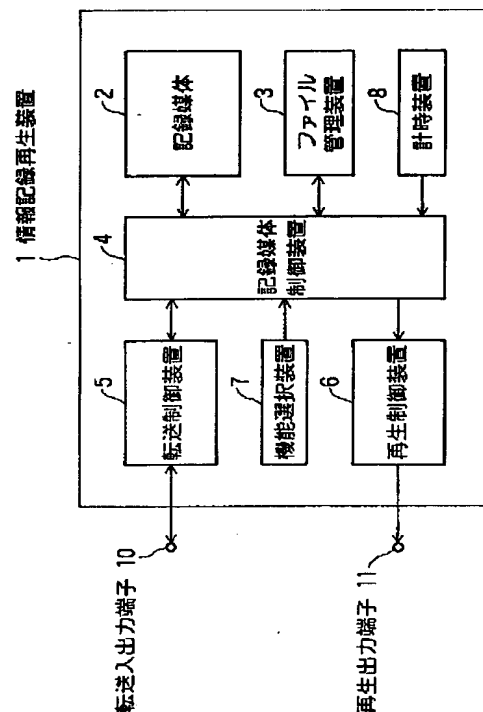 1 情報記録再生装置
2
記録媒体
3
ファイル
管理装置
8
計時装置
4
記録媒体
制御装置
5
転送制御装置
7
機能選択装置
6
再生制御装置
転送入出力端子 10
再生出力端子 11